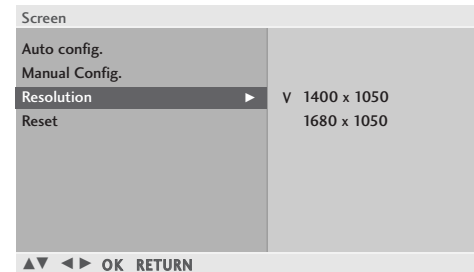 Screen
Auto config.
Manual Config.
Resolution ► V 1400 x 1050
Reset 1680 x 1050
▲▼ ◄► OK RETURN